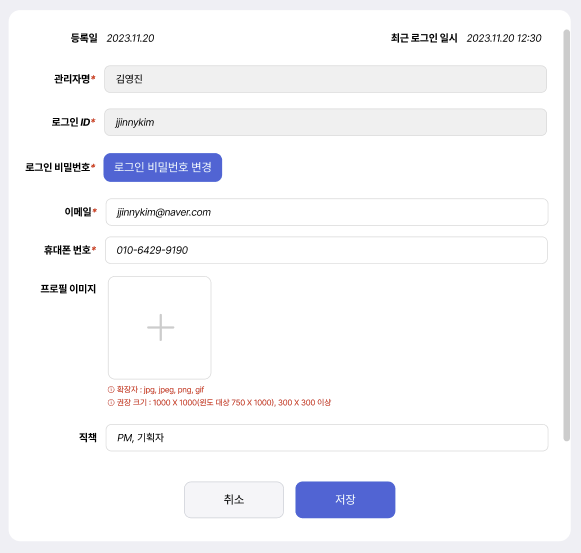 등록일 2023.11.20 최근 로그인 일시 2023.11.20 12:30
관리자명* 김영진
로그인 ID* jjinnykim
로그인 비밀번호* 로그인 비밀번호 변경
이메일* jjinnykim@naver.com
휴대폰 번호* 010-6429-9190
프로필 이미지
ⓘ 확장자 : jpg, jpeg, png, gif
ⓘ 권장 크기 : 1000 X 1000(윈도 대상 750 X 1000), 300 X 300 이상
직책 PM, 기획자
취소 저장